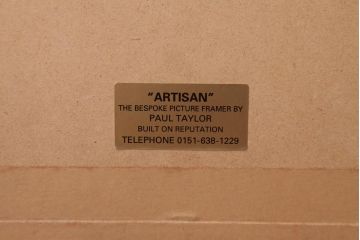 "ARTISAN"
THE BESPOKE PICTURE FRAMER BY
PAUL TAYLOR
BUILT ON REPUTATION
TELEPHONE 0151-638-1229